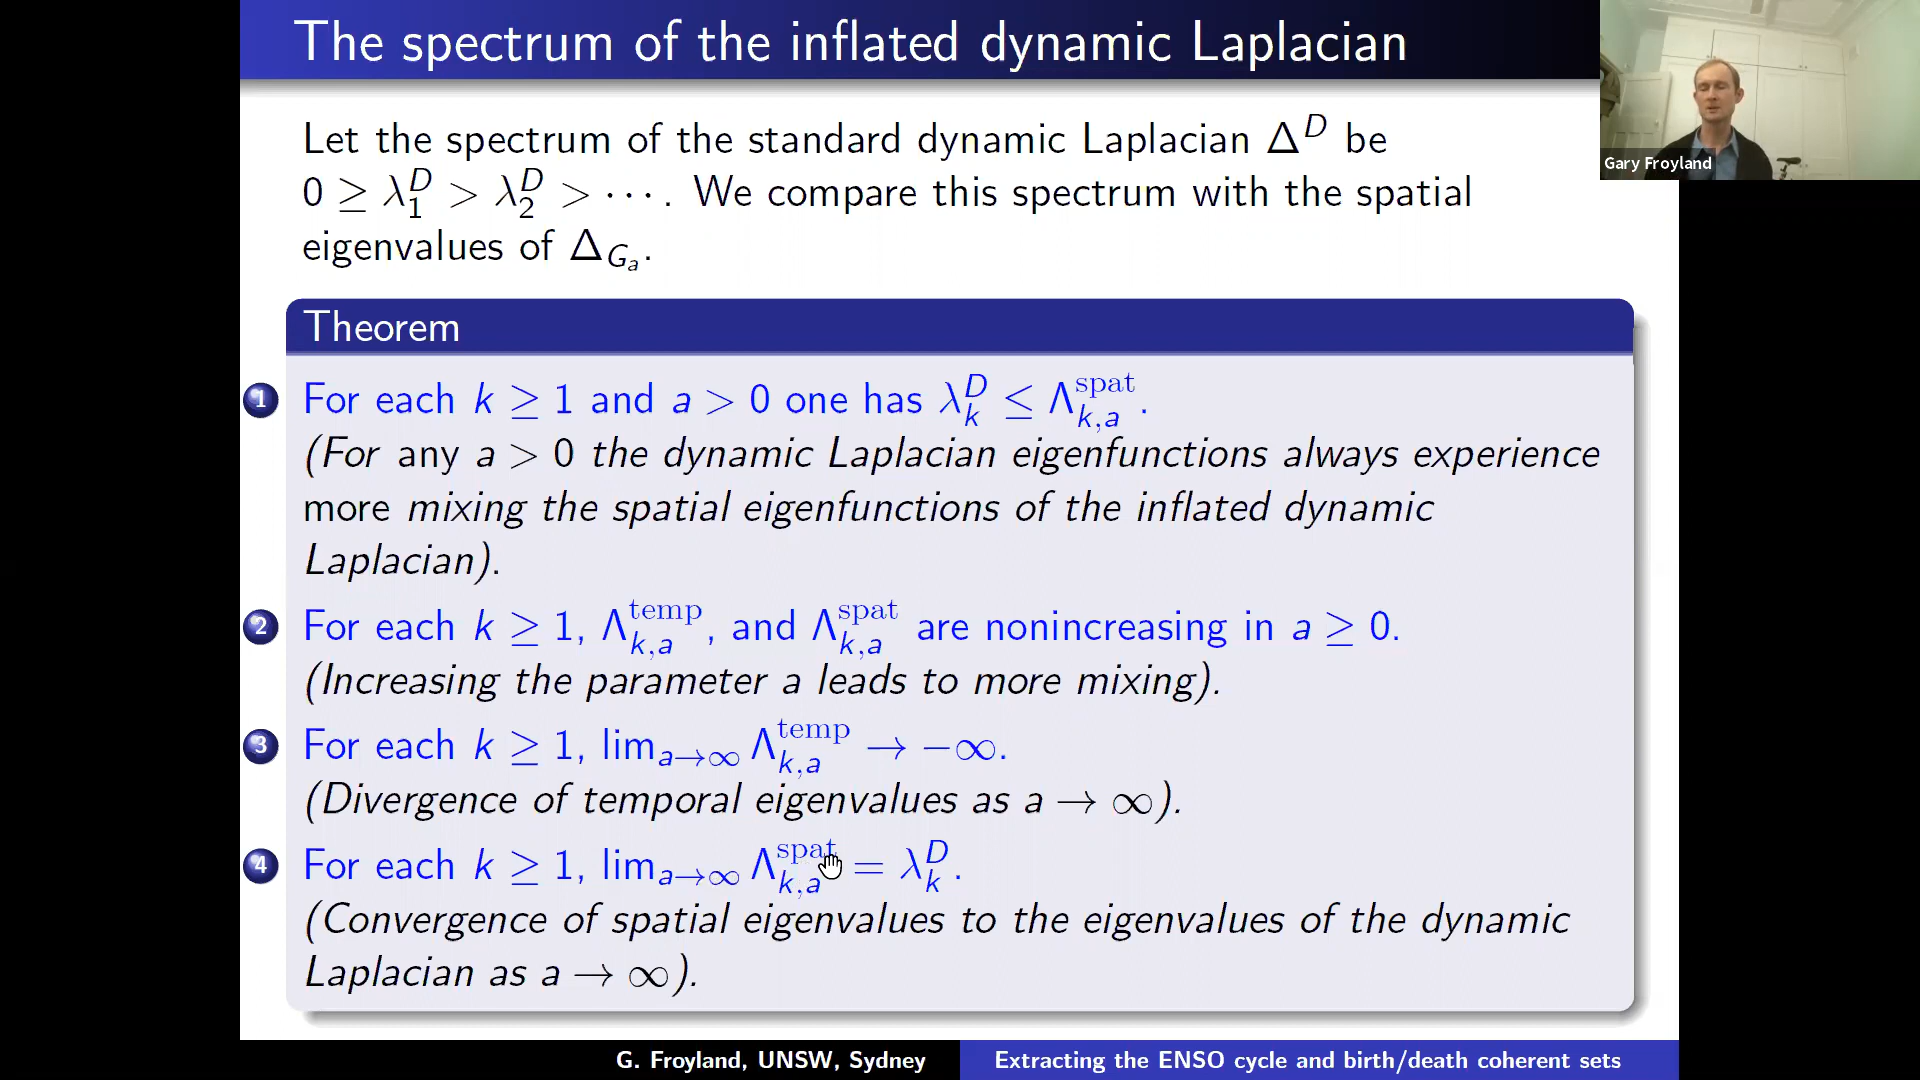 The spectrum of the inflated dynamic Laplacian
Gary Froyland
Let the spectrum of the standard dynamic Laplacian Δ^D be
0 ≥ λ_1^D > λ_2^D > ⋯. We compare this spectrum with the spatial
eigenvalues of Δ_{G_a}.
Theorem
1 For each k ≥ 1 and a > 0 one has λ_k^D ≤ Λ_{k,a}^{spat}.
(For any a > 0 the dynamic Laplacian eigenfunctions always experience
more mixing the spatial eigenfunctions of the inflated dynamic
Laplacian).
2 For each k ≥ 1, Λ_{k,a}^{temp}, and Λ_{k,a}^{spat} are nonincreasing in a ≥ 0.
(Increasing the parameter a leads to more mixing).
3 For each k ≥ 1, lim_{a→∞} Λ_{k,a}^{temp} → −∞.
(Divergence of temporal eigenvalues as a → ∞).
4 For each k ≥ 1, lim_{a→∞} Λ_{k,a}^{spat} = λ_k^D.
(Convergence of spatial eigenvalues to the eigenvalues of the dynamic
Laplacian as a → ∞).
G. Froyland, UNSW, Sydney
Extracting the ENSO cycle and birth/death coherent sets